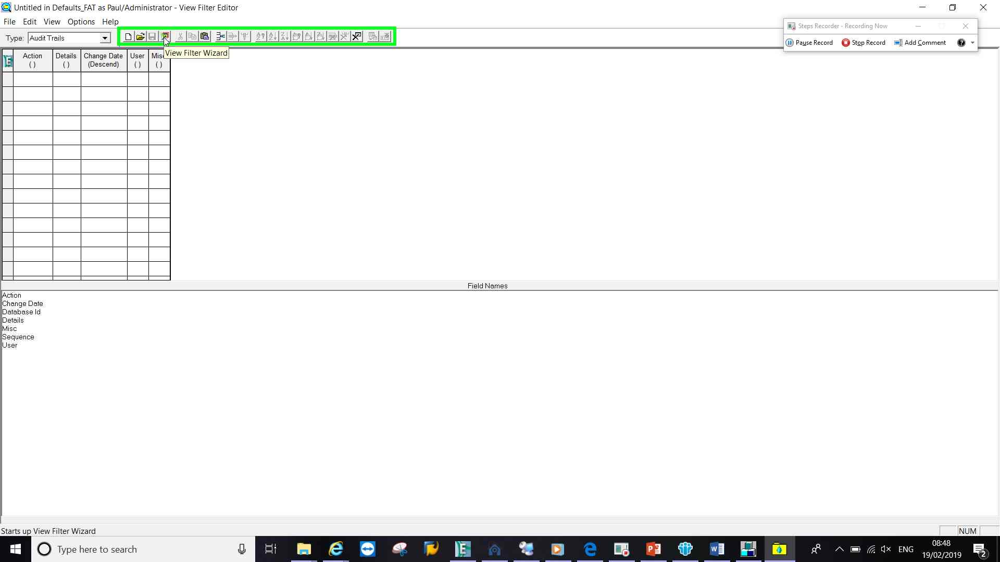 Untitled in Defaults_FAT as Paul/Administrator - View Filter Editor
File Edit View Options Help
Steps Recorder - Recording Now
Type: Audit Trails
Pause Record Stop Record Add Comment
View Filter Wizard
Action Details Change Date User Misc
( ) ( ) (Descend) ( ) ( )
Field Names
Action
Change Date
Database Id
Details
Misc
Sequence
User
Starts up View Filter Wizard
NUM
Type here to search
ENG
08:48
19/02/2019
2